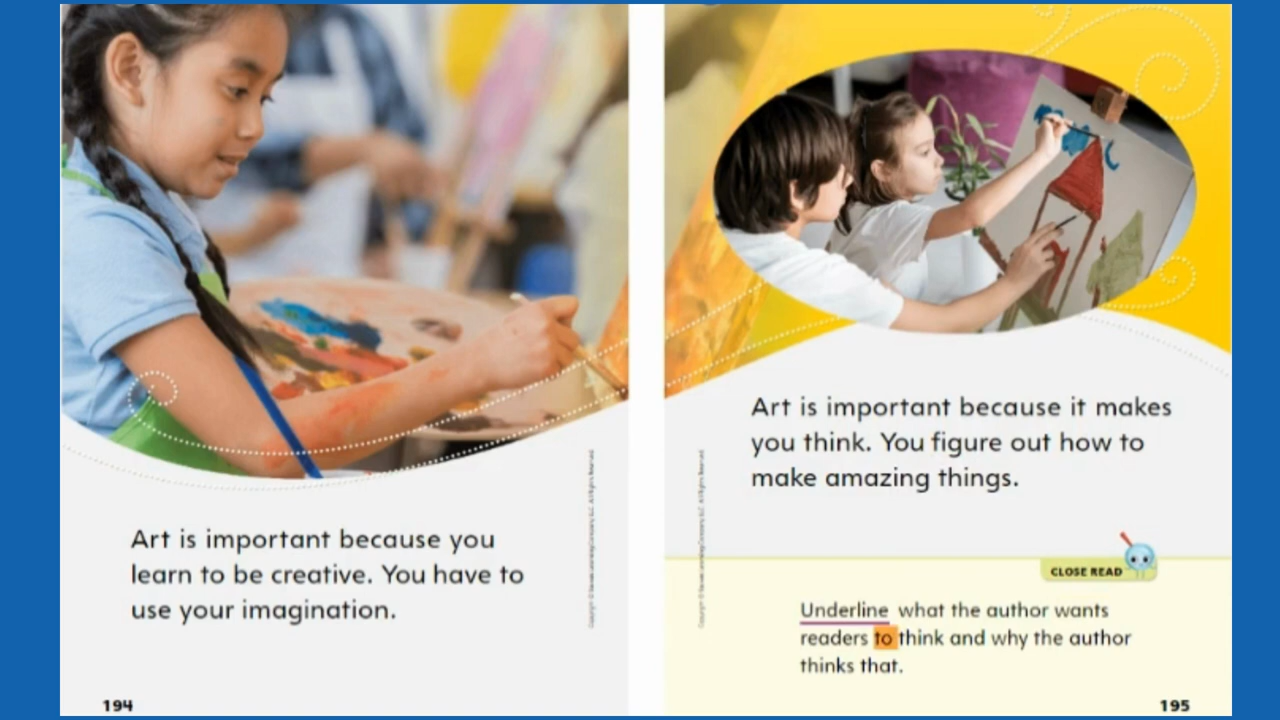 Art is important because you
learn to be creative. You have to
use your imagination.
194
Art is important because it makes
you think. You figure out how to
make amazing things.
CLOSE READ
Underline what the author wants
readers to think and why the author
thinks that.
195